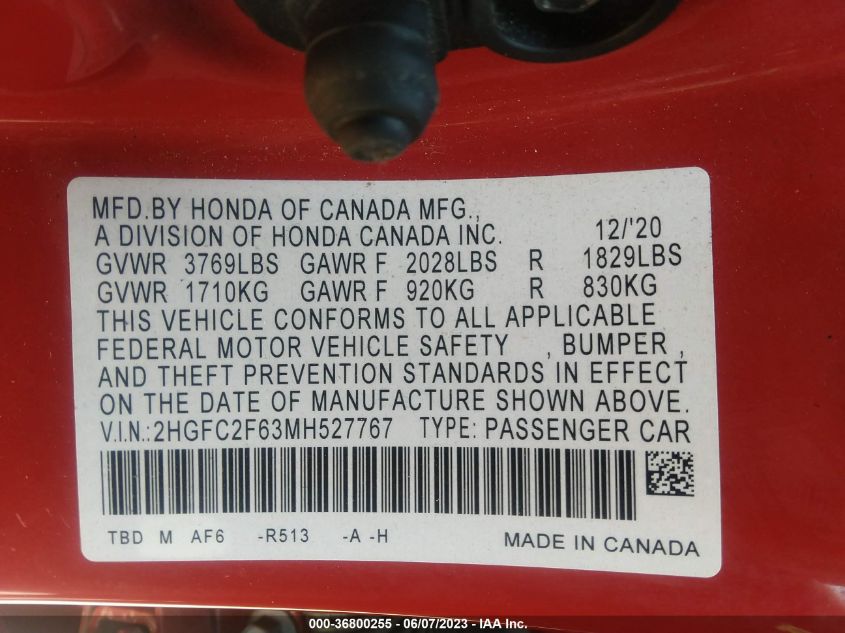 MFD.BY HONDA OF CANADA MFG.,
A DIVISION OF HONDA CANADA INC. 12/'20
GVWR 3769LBS GAWR F 2028LBS R 1829LBS
GVWR 1710KG GAWR F 920KG R 830KG
THIS VEHICLE CONFORMS TO ALL APPLICABLE
FEDERAL MOTOR VEHICLE SAFETY , BUMPER ,
AND THEFT PREVENTION STANDARDS IN EFFECT
ON THE DATE OF MANUFACTURE SHOWN ABOVE.
V.I.N.:2HGFC2F63MH527767 TYPE: PASSENGER CAR
TBD M AF6 -R513 -A -H MADE IN CANADA
000-36800255 - 06/07/2023 - IAA Inc.